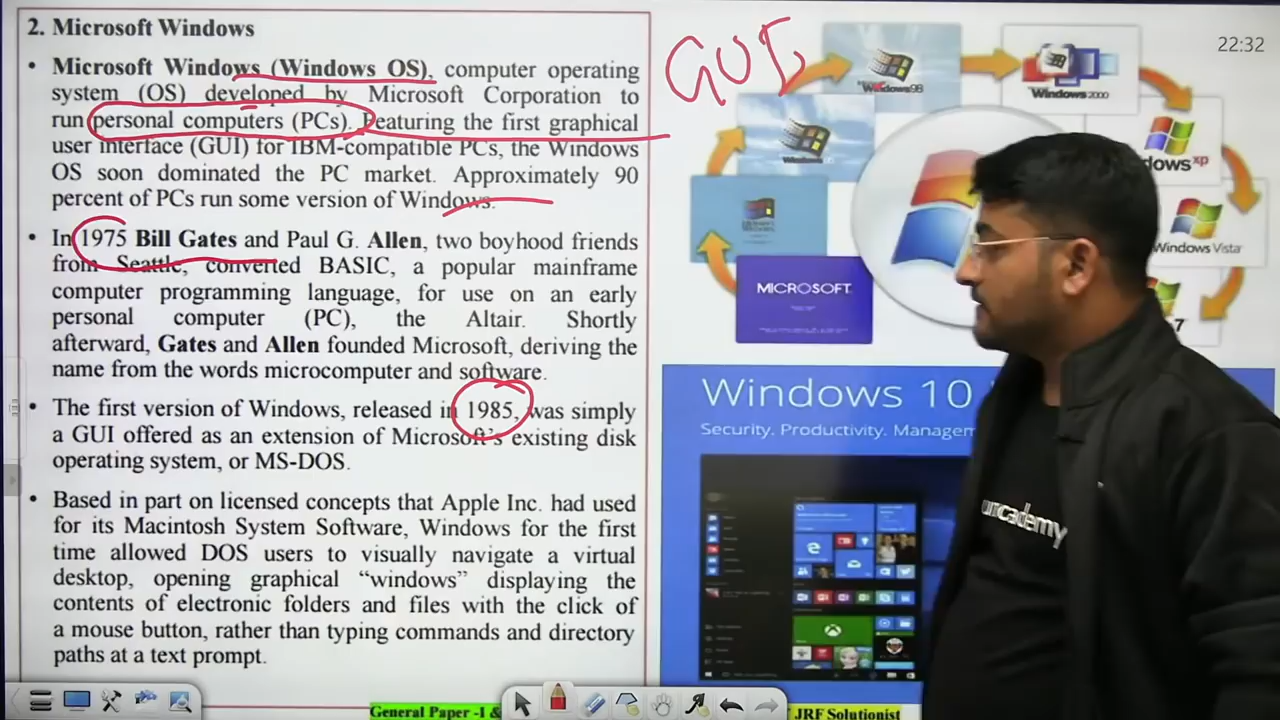 2. Microsoft Windows
• Microsoft Windows (Windows OS), computer operating
system (OS) developed by Microsoft Corporation to
run personal computers (PCs). Featuring the first graphical
user interface (GUI) for IBM-compatible PCs, the Windows
OS soon dominated the PC market. Approximately 90
percent of PCs run some version of Windows.
• In 1975 Bill Gates and Paul G. Allen, two boyhood friends
from Seattle, converted BASIC, a popular mainframe
computer programming language, for use on an early
personal computer (PC), the Altair. Shortly
afterward, Gates and Allen founded Microsoft, deriving the
name from the words microcomputer and software.
• The first version of Windows, released in 1985, was simply
a GUI offered as an extension of Microsoft's existing disk
operating system, or MS-DOS.
• Based in part on licensed concepts that Apple Inc. had used
for its Macintosh System Software, Windows for the first
time allowed DOS users to visually navigate a virtual
desktop, opening graphical “windows” displaying the
contents of electronic folders and files with the click of
a mouse button, rather than typing commands and directory
paths at a text prompt.
GUI
22:32
Windows98
Windows 2000
dows xp
Windows Vista
7
MICROSOFT
Windows 10
Security. Productivity. Managem
unacademy
General Paper -I &
JRF Solutionist